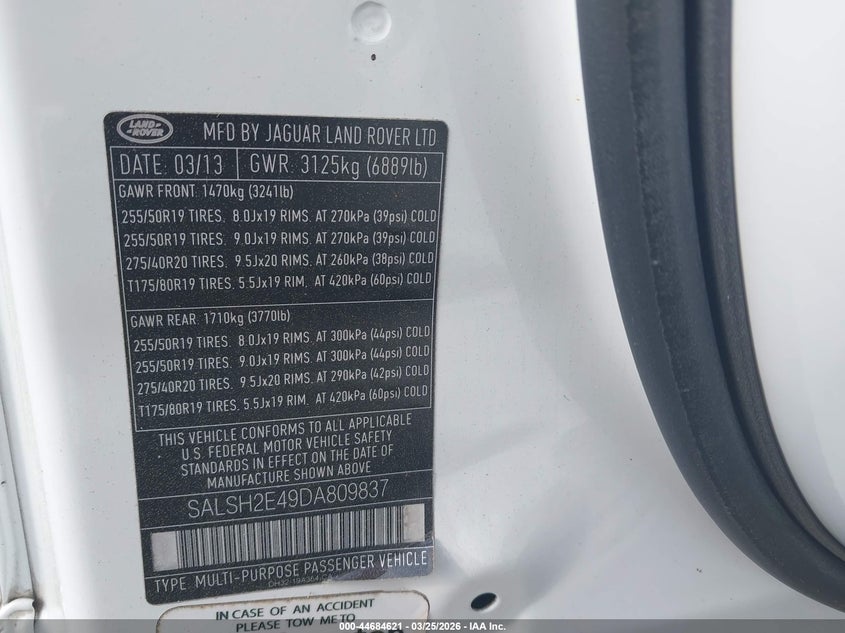 LAND-
-ROVER
MFD BY JAGUAR LAND ROVER LTD
DATE: 03/13 GWR: 3125kg (6889lb)
GAWR FRONT: 1470kg (3241lb)
255/50R19 TIRES. 8.0Jx19 RIMS. AT 270kPa (39psi) COLD
255/50R19 TIRES. 9.0Jx19 RIMS. AT 270kPa (39psi) COLD
275/40R20 TIRES. 9.5Jx20 RIMS. AT 260kPa (38psi) COLD
T175/80R19 TIRES. 5.5Jx19 RIM. AT 420kPa (60psi) COLD
GAWR REAR: 1710kg (3770lb)
255/50R19 TIRES. 8.0Jx19 RIMS. AT 300kPa (44psi) COLD
255/50R19 TIRES. 9.0Jx19 RIMS. AT 300kPa (44psi) COLD
275/40R20 TIRES. 9.5Jx20 RIMS. AT 290kPa (42psi) COLD
T175/80R19 TIRES. 5.5Jx19 RIM. AT 420kPa (60psi) COLD
THIS VEHICLE CONFORMS TO ALL APPLICABLE
U.S. FEDERAL MOTOR VEHICLE SAFETY
STANDARDS IN EFFECT ON THE DATE OF
MANUFACTURE SHOWN ABOVE
SALSH2E49DA809837
TYPE: MULTI-PURPOSE PASSENGER VEHICLE
IN CASE OF AN ACCIDENT
PLEASE TOW ME TO
000-44684621 - 03/25/2026 - IAA Inc.